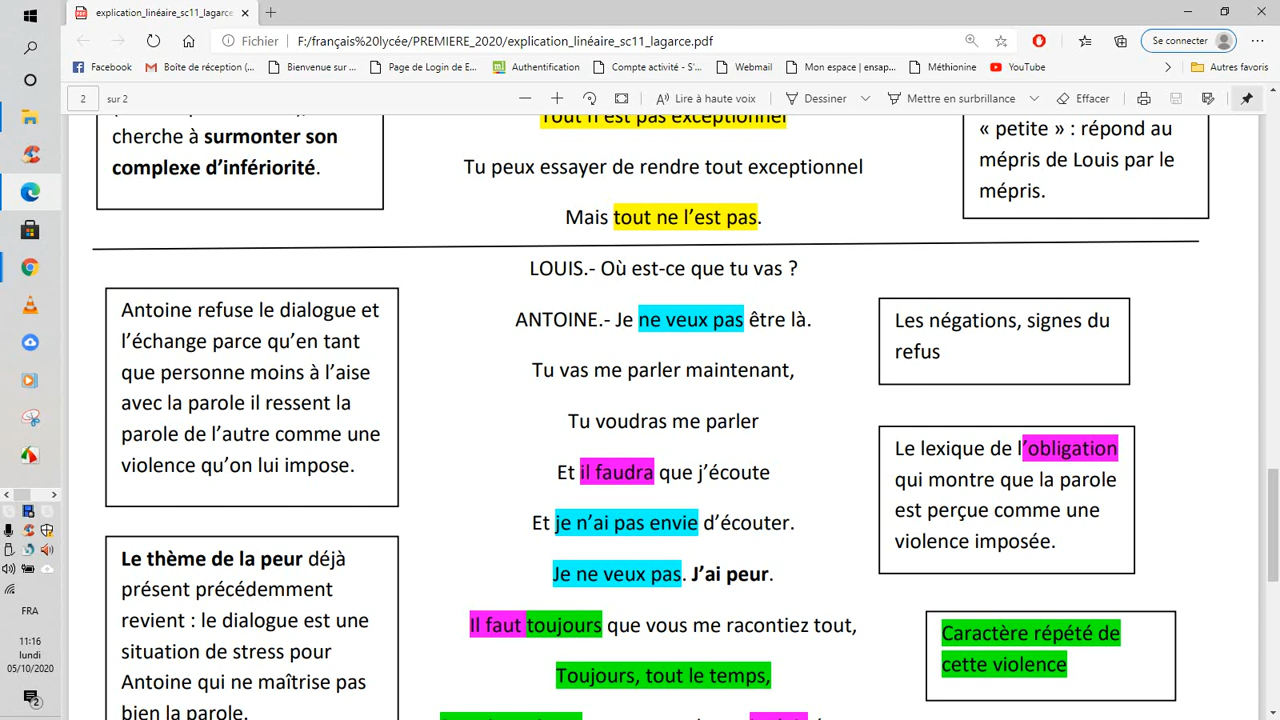 explication_linéaire_sc11_lagarce
Fichier F:/français%20lycée/PREMIERE_2020/explication_linéaire_sc11_lagarce.pdf
Se connecter
Facebook
Boîte de réception (...
Bienvenue sur ...
Page de Login de E...
Authentification
Compte activité - S'...
Webmail
Mon espace | ensap...
Méthionine
YouTube
Autres favoris
2 sur 2
Lire à haute voix
Dessiner
Mettre en surbrillance
Effacer
cherche à surmonter son
complexe d’infériorité.
Tout n’est pas exceptionnel
Tu peux essayer de rendre tout exceptionnel
Mais tout ne l’est pas.
« petite » : répond au
mépris de Louis par le
mépris.
LOUIS.- Où est-ce que tu vas ?
Antoine refuse le dialogue et
l’échange parce qu’en tant
que personne moins à l’aise
avec la parole il ressent la
parole de l’autre comme une
violence qu’on lui impose.
ANTOINE.- Je ne veux pas être là.
Tu vas me parler maintenant,
Tu voudras me parler
Et il faudra que j’écoute
Et je n’ai pas envie d’écouter.
Je ne veux pas. J’ai peur.
Il faut toujours que vous me racontiez tout,
Toujours, tout le temps,
Les négations, signes du
refus
Le lexique de l’obligation
qui montre que la parole
est perçue comme une
violence imposée.
Le thème de la peur déjà
présent précédemment
revient : le dialogue est une
situation de stress pour
Antoine qui ne maîtrise pas
bien la parole.
Caractère répété de
cette violence
FRA
11:16
lundi
05/10/2020
2